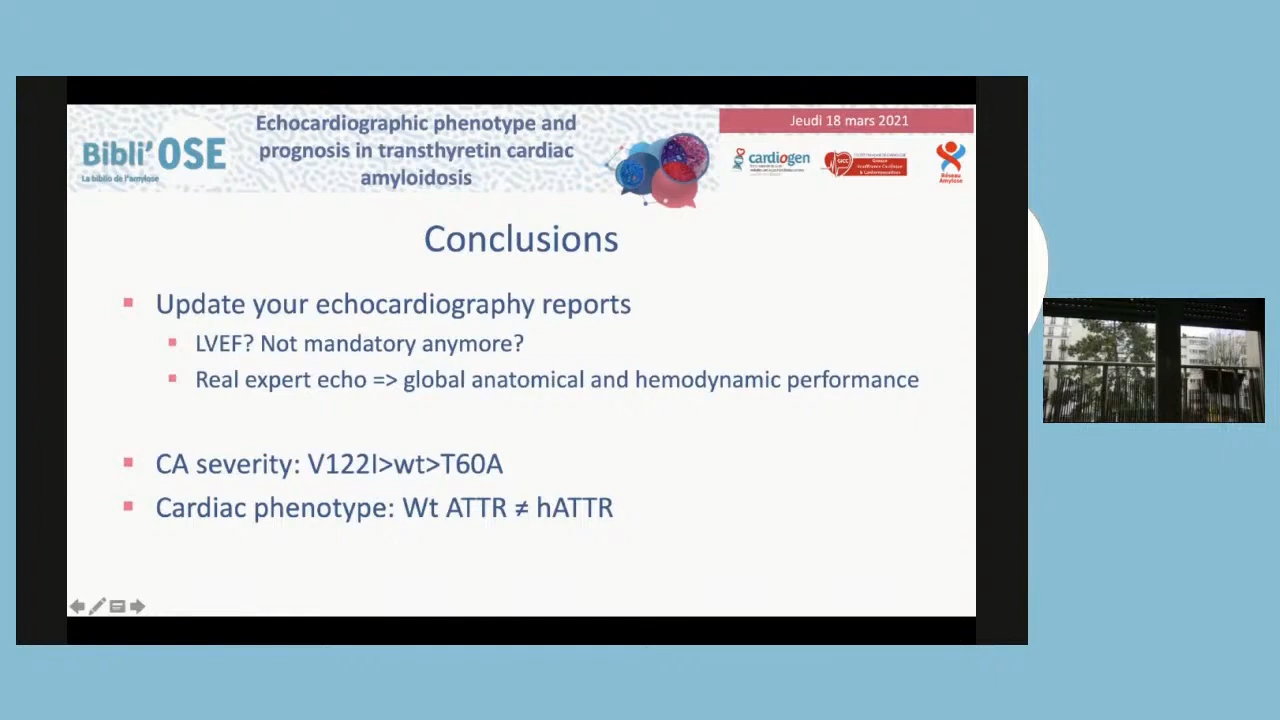 Echocardiographic phenotype and
prognosis in transthyretin cardiac
amyloidosis
Bibli'OSE
La biblio de l'amylose
Jeudi 18 mars 2021
cardiogen
GICC
Réseau
Amylose
Conclusions
Update your echocardiography reports
LVEF? Not mandatory anymore?
Real expert echo => global anatomical and hemodynamic performance
CA severity: V122I>wt>T60A
Cardiac phenotype: Wt ATTR ≠ hATTR